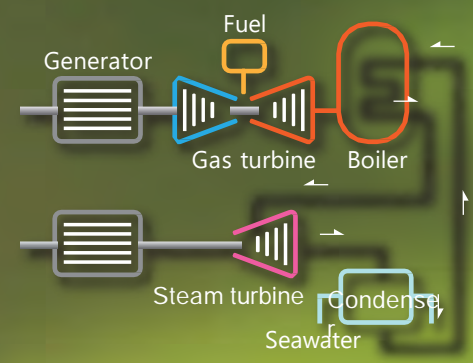 Fuel
Generator
Gas turbine
Boiler
Steam turbine
Condense
r
Seawater